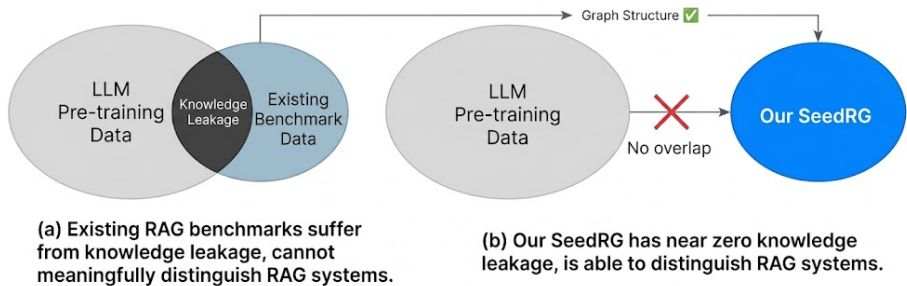 Graph Structure ✅
LLM
Pre-training
Data
Knowledge
Leakage
Existing
Benchmark
Data
LLM
Pre-training
Data
No overlap
Our SeedRG
(a) Existing RAG benchmarks suffer
from knowledge leakage, cannot
meaningfully distinguish RAG systems.
(b) Our SeedRG has near zero knowledge
leakage, is able to distinguish RAG systems.